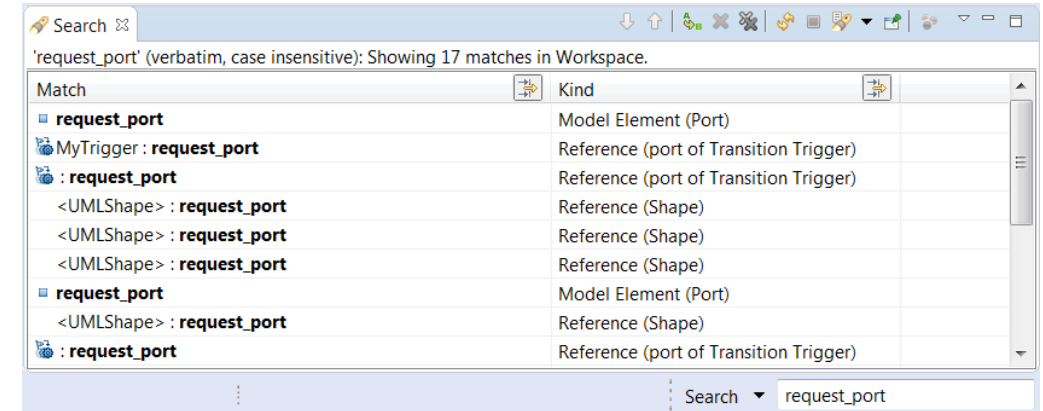 Search
'request_port' (verbatim, case insensitive): Showing 17 matches in Workspace.
Match Kind
request_port Model Element (Port)
MyTrigger : request_port Reference (port of Transition Trigger)
: request_port Reference (port of Transition Trigger)
<UMLShape> : request_port Reference (Shape)
<UMLShape> : request_port Reference (Shape)
<UMLShape> : request_port Reference (Shape)
request_port Model Element (Port)
<UMLShape> : request_port Reference (Shape)
: request_port Reference (port of Transition Trigger)
Search request_port